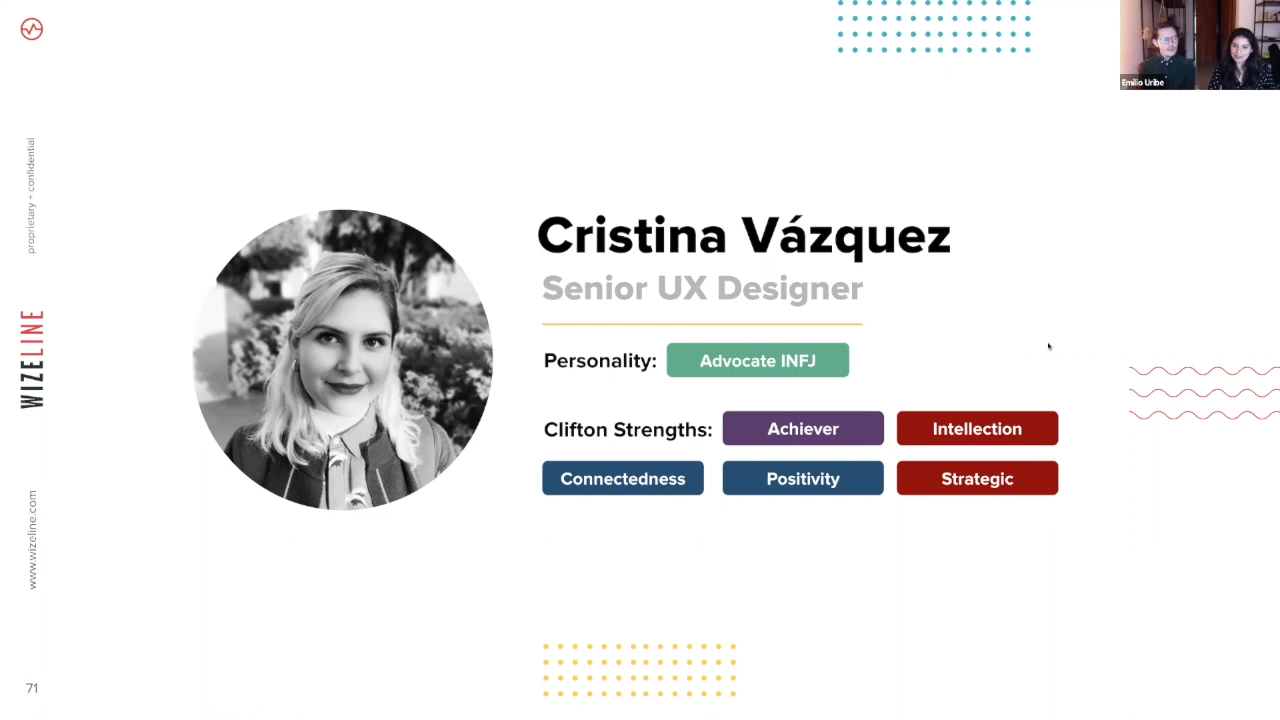 Emilio Uribe
proprietary + confidential
WIZELINE
www.wizeline.com
71
Cristina Vázquez
Senior UX Designer
Personality: Advocate INFJ
Clifton Strengths: Achiever Intellection
Connectedness Positivity Strategic